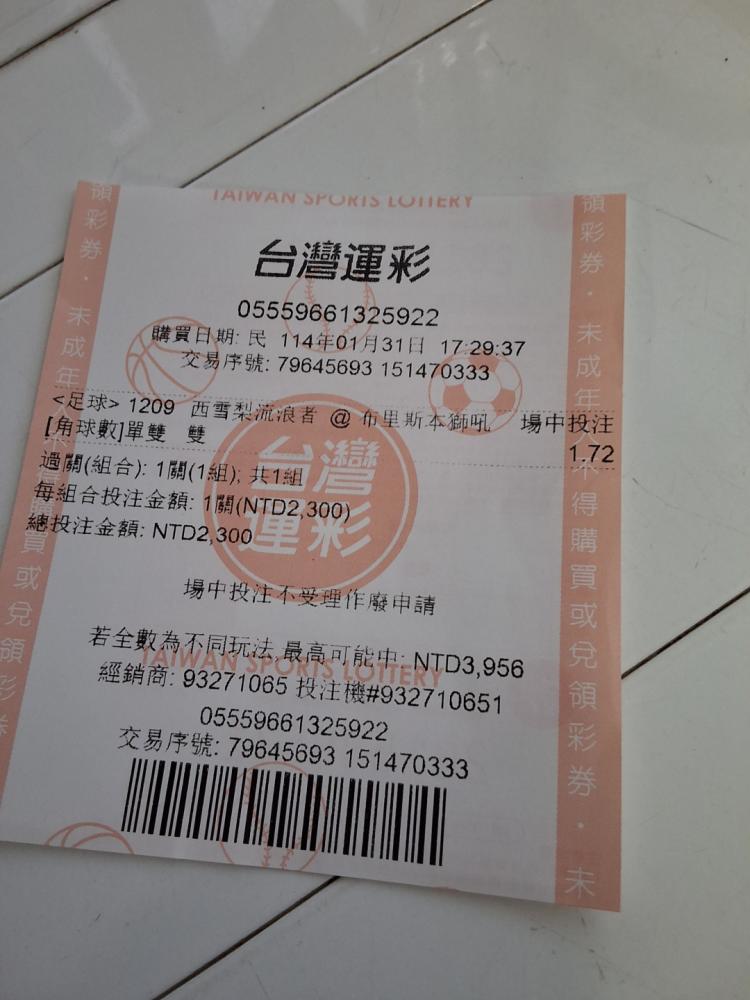 TAIWAN SPORTS LOTTERY
台灣運彩
05559661325922
購買日期: 民 114年01月31日 17:29:37
交易序號: 79645693 151470333
<足球> 1209 西雪梨流浪者 @ 布里斯本獅吼 場中投注
[角球數]單雙 雙 1.72
過關(組合): 1關(1組); 共1組
每組合投注金額: 1關(NTD2,300)
總投注金額: NTD2,300
台灣運彩
場中投注不受理作廢申請
若全數為不同玩法,最高可能中: NTD3,956
TAIWAN SPORTS LOTTERY
經銷商: 93271065 投注機#932710651
05559661325922
交易序號: 79645693 151470333
領彩券．未成年人不得購買或兌領彩券
領彩券．未成年人不得購買或兌領彩券．未